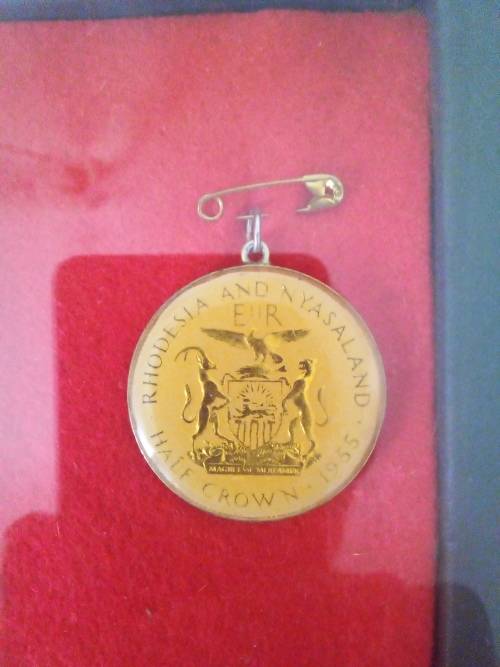 RHODESIA AND NYASALAND
EIIR
MAGNI ESSE MEREAMUR
HALF CROWN · 1955 ·